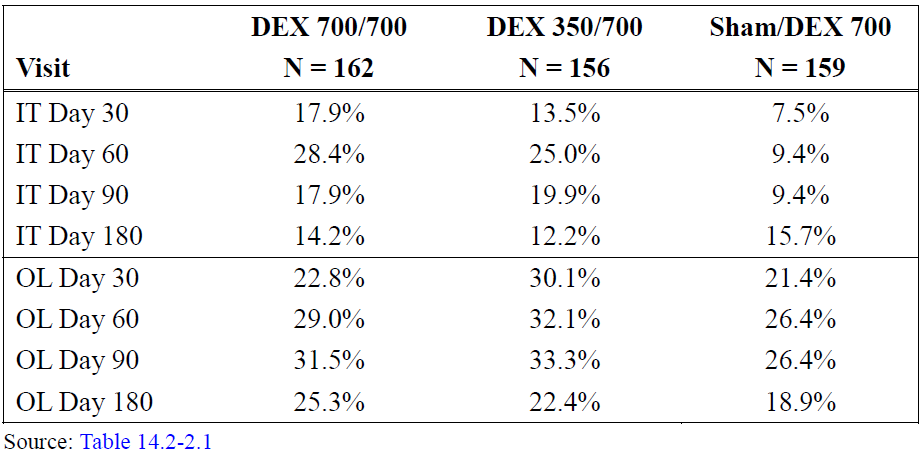 DEX 700/700 DEX 350/700 Sham/DEX 700
Visit N = 162 N = 156 N = 159
IT Day 30 17.9% 13.5% 7.5%
IT Day 60 28.4% 25.0% 9.4%
IT Day 90 17.9% 19.9% 9.4%
IT Day 180 14.2% 12.2% 15.7%
OL Day 30 22.8% 30.1% 21.4%
OL Day 60 29.0% 32.1% 26.4%
OL Day 90 31.5% 33.3% 26.4%
OL Day 180 25.3% 22.4% 18.9%
Source: Table 14.2-2.1